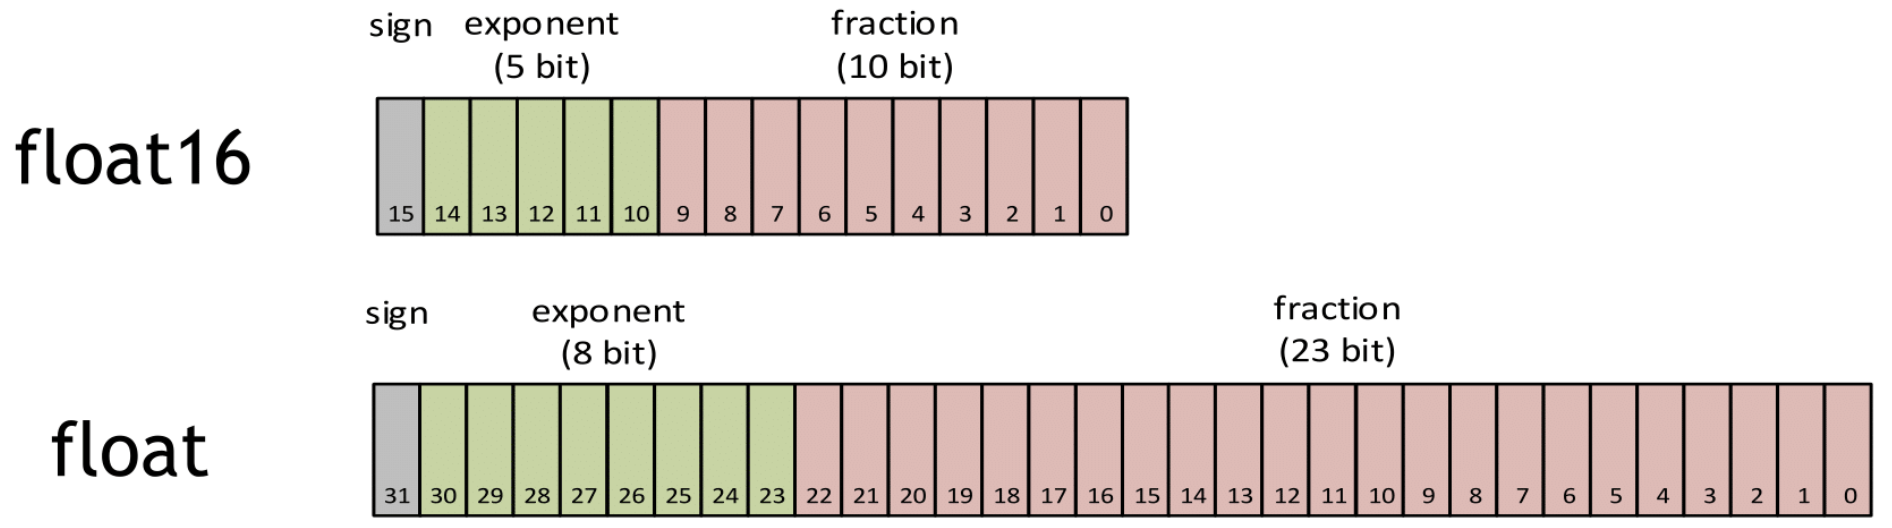 sign exponent fraction
(5 bit) (10 bit)
float16
15 14 13 12 11 10 9 8 7 6 5 4 3 2 1 0
sign exponent fraction
(8 bit) (23 bit)
float
31 30 29 28 27 26 25 24 23 22 21 20 19 18 17 16 15 14 13 12 11 10 9 8 7 6 5 4 3 2 1 0